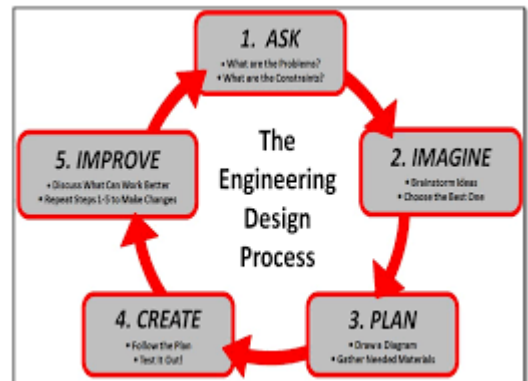 1. ASK
• What are the Problems?
• What are the Constraints?
2. IMAGINE
• Brainstorm Ideas
• Choose the Best One
3. PLAN
• Draw a Diagram
• Gather Needed Materials
4. CREATE
• Follow the Plan
• Test It Out!
5. IMPROVE
• Discuss What Can Work Better
• Repeat Steps 1-5 to Make Changes
The
Engineering
Design
Process